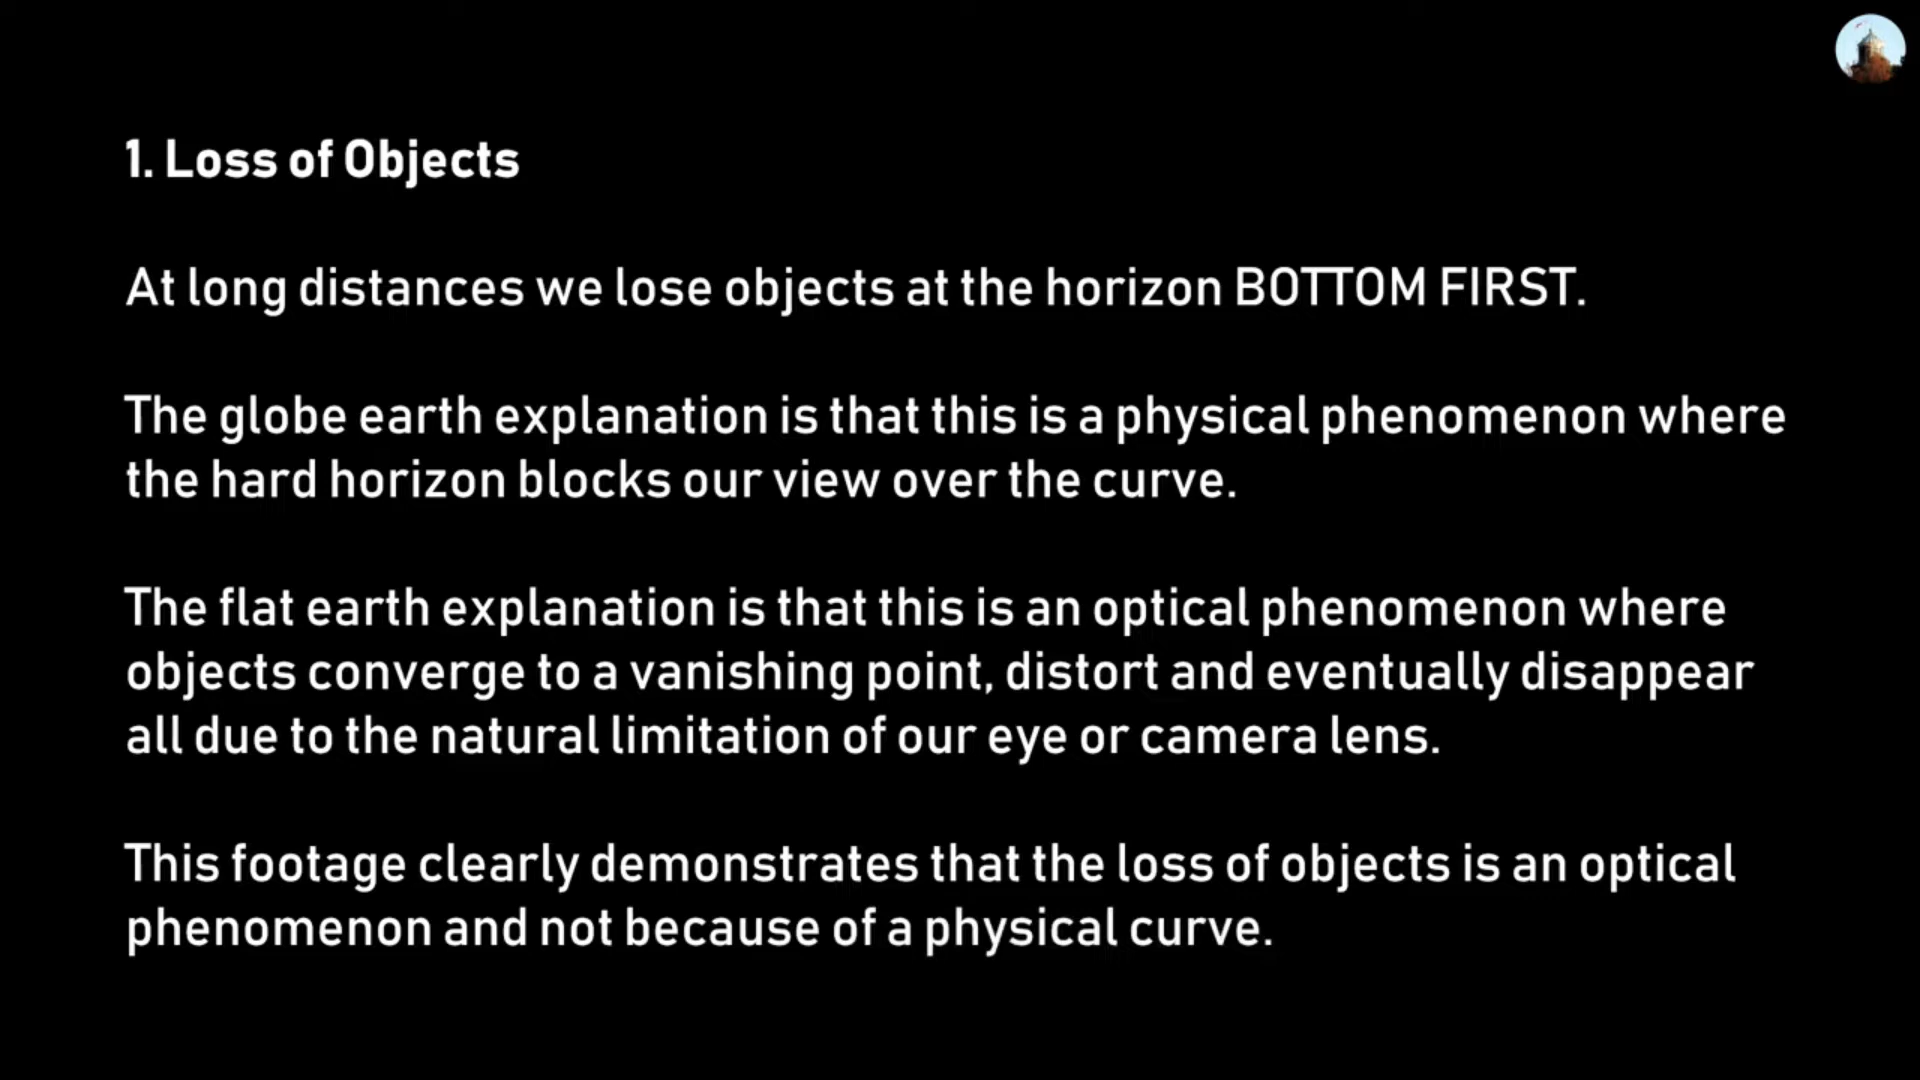 1. Loss of Objects
At long distances we lose objects at the horizon BOTTOM FIRST.
The globe earth explanation is that this is a physical phenomenon where
the hard horizon blocks our view over the curve.
The flat earth explanation is that this is an optical phenomenon where
objects converge to a vanishing point, distort and eventually disappear
all due to the natural limitation of our eye or camera lens.
This footage clearly demonstrates that the loss of objects is an optical
phenomenon and not because of a physical curve.